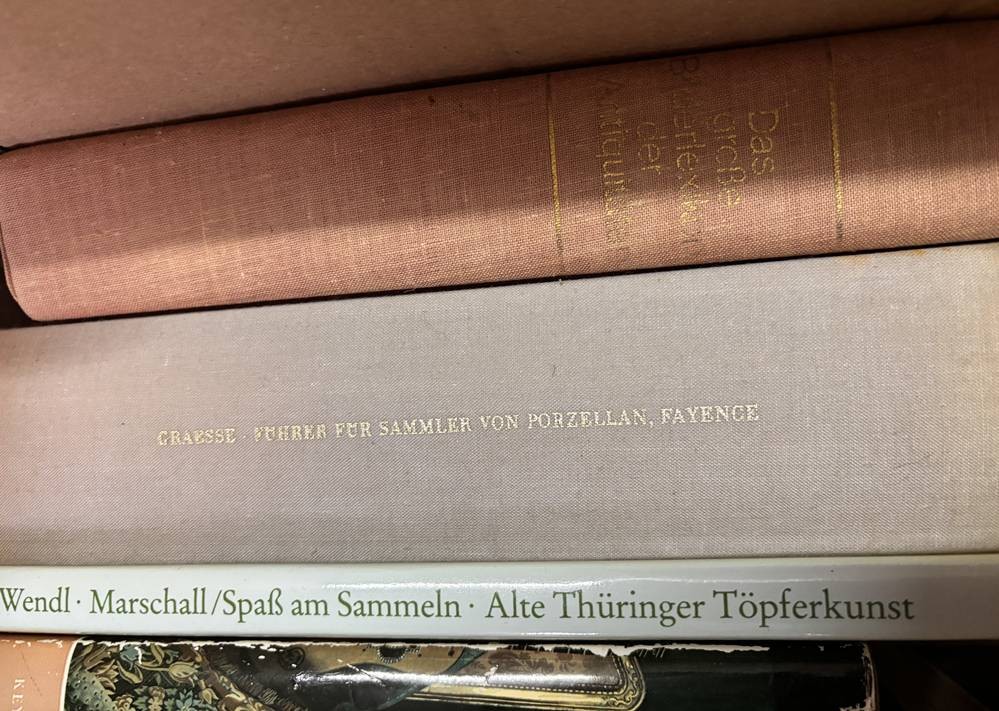 Das
große
Bilderlexikon
der
Antiquitäten
GRAESSE · FÜHRER FÜR SAMMLER VON PORZELLAN, FAYENCE
Wendl · Marschall/Spaß am Sammeln · Alte Thüringer Töpferkunst
KEY